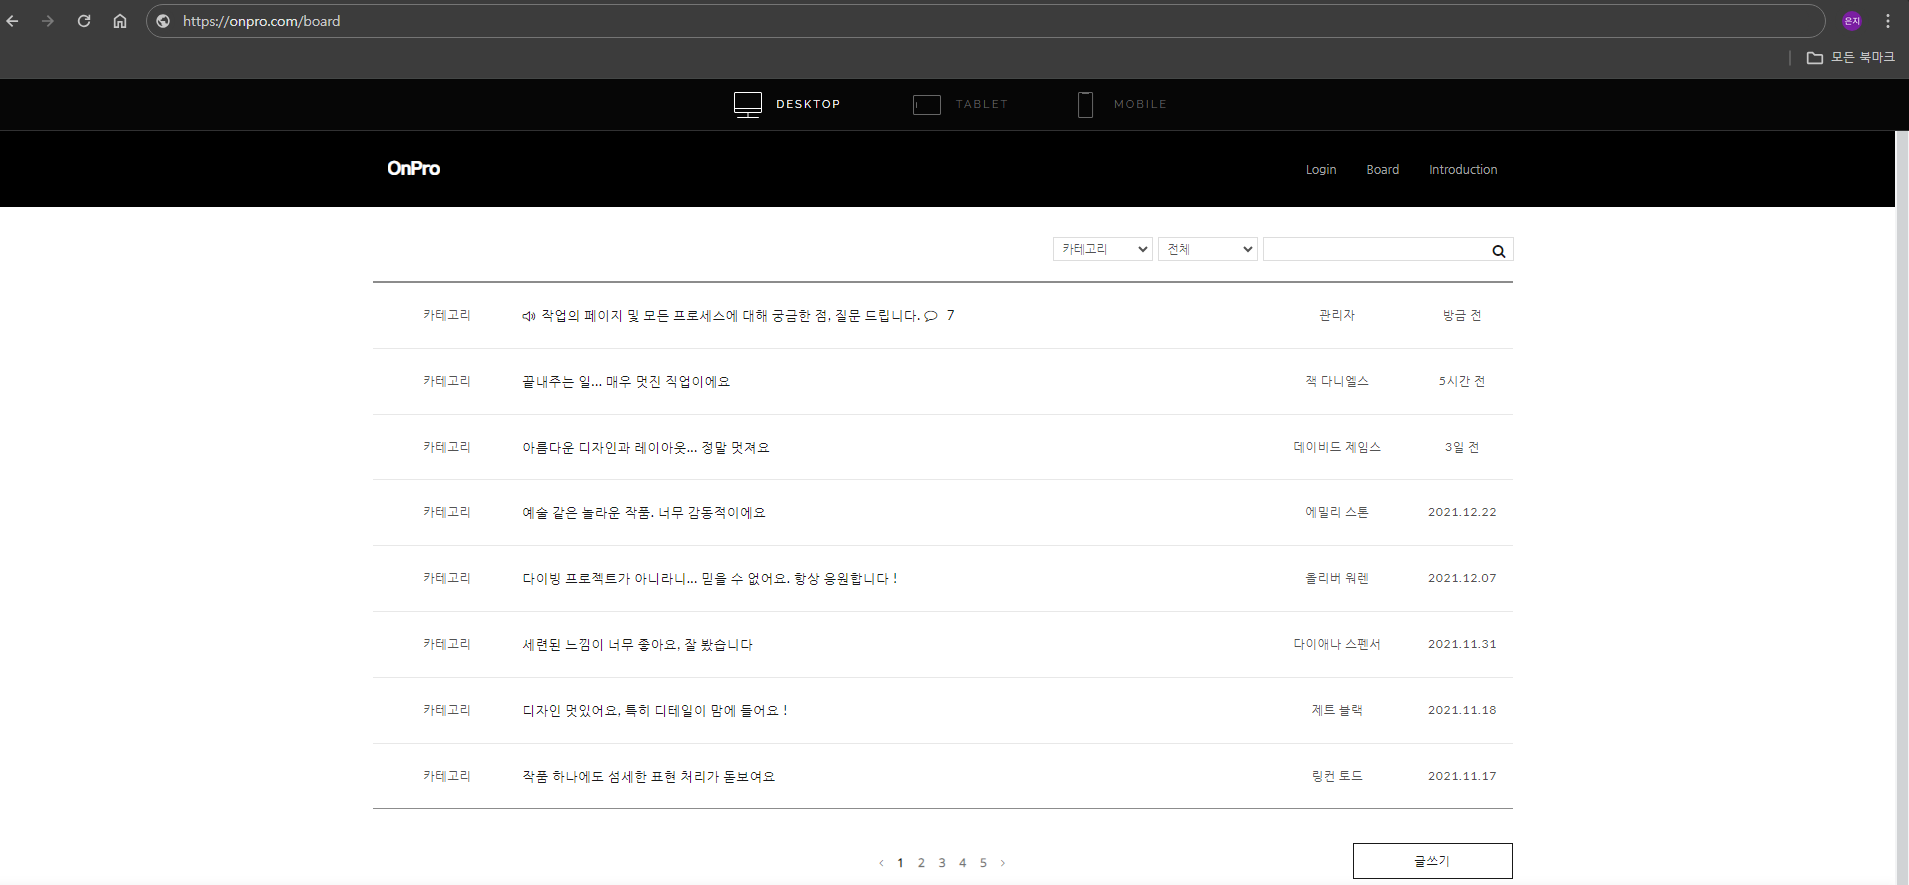 https://onpro.com/board
은지
모든 북마크
DESKTOP TABLET MOBILE
OnPro Login Board Introduction
카테고리 전체
카테고리 작업의 페이지 및 모든 프로세스에 대해 궁금한 점, 질문 드립니다. 7 관리자 방금 전
카테고리 끝내주는 일... 매우 멋진 직업이에요 잭 다니엘스 5시간 전
카테고리 아름다운 디자인과 레이아웃... 정말 멋져요 데이비드 제임스 3일 전
카테고리 예술 같은 놀라운 작품. 너무 감동적이에요 에밀리 스톤 2021.12.22
카테고리 다이빙 프로젝트가 아니라니... 믿을 수 없어요. 항상 응원합니다 ! 올리버 워렌 2021.12.07
카테고리 세련된 느낌이 너무 좋아요, 잘 봤습니다 다이애나 스펜서 2021.11.31
카테고리 디자인 멋있어요, 특히 디테일이 맘에 들어요 ! 제트 블랙 2021.11.18
카테고리 작품 하나에도 섬세한 표현 처리가 돋보여요 링컨 토드 2021.11.17
‹ 1 2 3 4 5 › 글쓰기